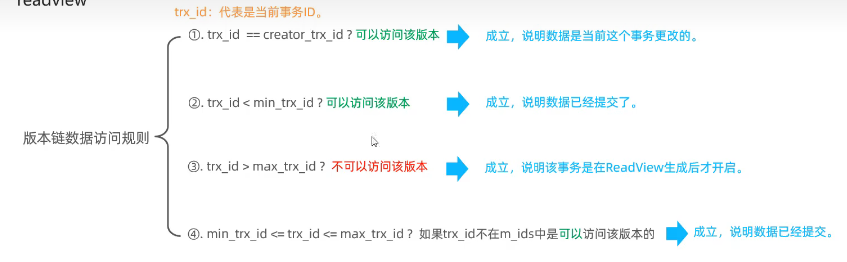 readview
trx_id：代表是当前事务ID。
①. trx_id == creator_trx_id ? 可以访问该版本 成立，说明数据是当前这个事务更改的。
②. trx_id < min_trx_id ? 可以访问该版本 成立，说明数据已经提交了。
版本链数据访问规则
③. trx_id > max_trx_id ? 不可以访问该版本 成立，说明该事务是在ReadView生成后才开启。
④. min_trx_id <= trx_id <= max_trx_id ? 如果trx_id不在m_ids中是可以访问该版本的 成立，说明数据已经提交。